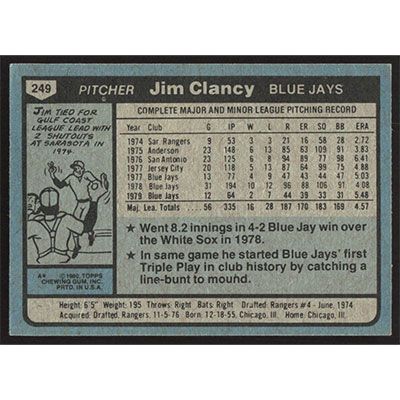 249 PITCHER Jim Clancy BLUE JAYS
JIM TIED FOR
GULF COAST
LEAGUE LEAD WITH
2 SHUTOUTS
AT SARASOTA IN
1974.
COMPLETE MAJOR AND MINOR LEAGUE PITCHING RECORD
Year Club G IP W L R ER SO BB ERA
1974 Sar. Rangers 9 53 3 3 21 16 58 28 2.72
1975 Anderson 23 148 6 13 85 63 109 91 3.83
1976 San Antonio 23 125 6 8 94 89 77 98 6.41
1977 Jersey City 20 118 5 13 87 64 99 75 4.88
1977 Blue Jays 13 77 4 9 47 43 44 47 5.03
1978 Blue Jays 31 194 10 12 96 88 106 91 4.08
1979 Blue Jays 12 64 2 7 44 39 33 31 5.48
Maj. Lea. Totals 56 335 16 28 187 170 183 169 4.57
★ Went 8.2 innings in 4-2 Blue Jay win over
the White Sox in 1978.
★ In same game he started Blue Jays' first
Triple Play in club history by catching a
line-bunt to mound.
A* © 1980 TOPPS
CHEWING GUM, INC.
PRTD. IN U.S.A.
Height: 6'5" Weight: 195 Throws: Right Bats: Right Drafted: Rangers #4-June, 1974
Acq: Drafted, Rangers, 11-5-76 Born: 12-18-55, Chicago, Ill. Home: Chicago, Ill.